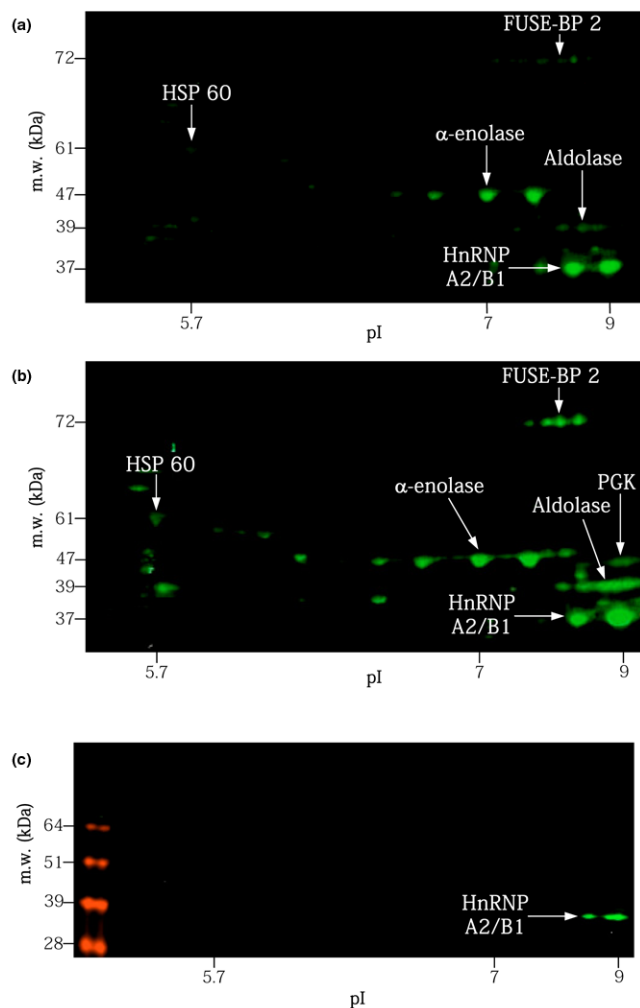 (a)
FUSE-BP 2
72
HSP 60
m.w. (kDa)
61
α-enolase
Aldolase
47
39
HnRNP
A2/B1
37
5.7
7
9
pI
(b)
FUSE-BP 2
72
HSP 60
m.w. (kDa)
PGK
α-enolase
Aldolase
61
47
39
HnRNP
A2/B1
37
5.7
7
9
pI
(c)
m.w. (kDa)
64
51
39
HnRNP
A2/B1
28
5.7
7
9
pI